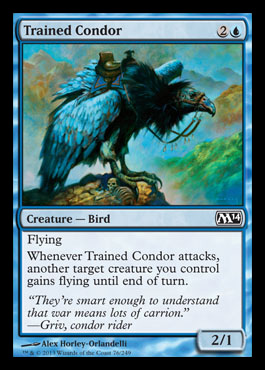 Trained Condor 2
Creature — Bird M14
Flying
Whenever Trained Condor attacks,
another target creature you control
gains flying until end of turn.
“They’re smart enough to understand
that war means lots of carrion.”
—Griv, condor rider
2/1
Alex Horley-Orlandelli
™ & © 2013 Wizards of the Coast 76/249